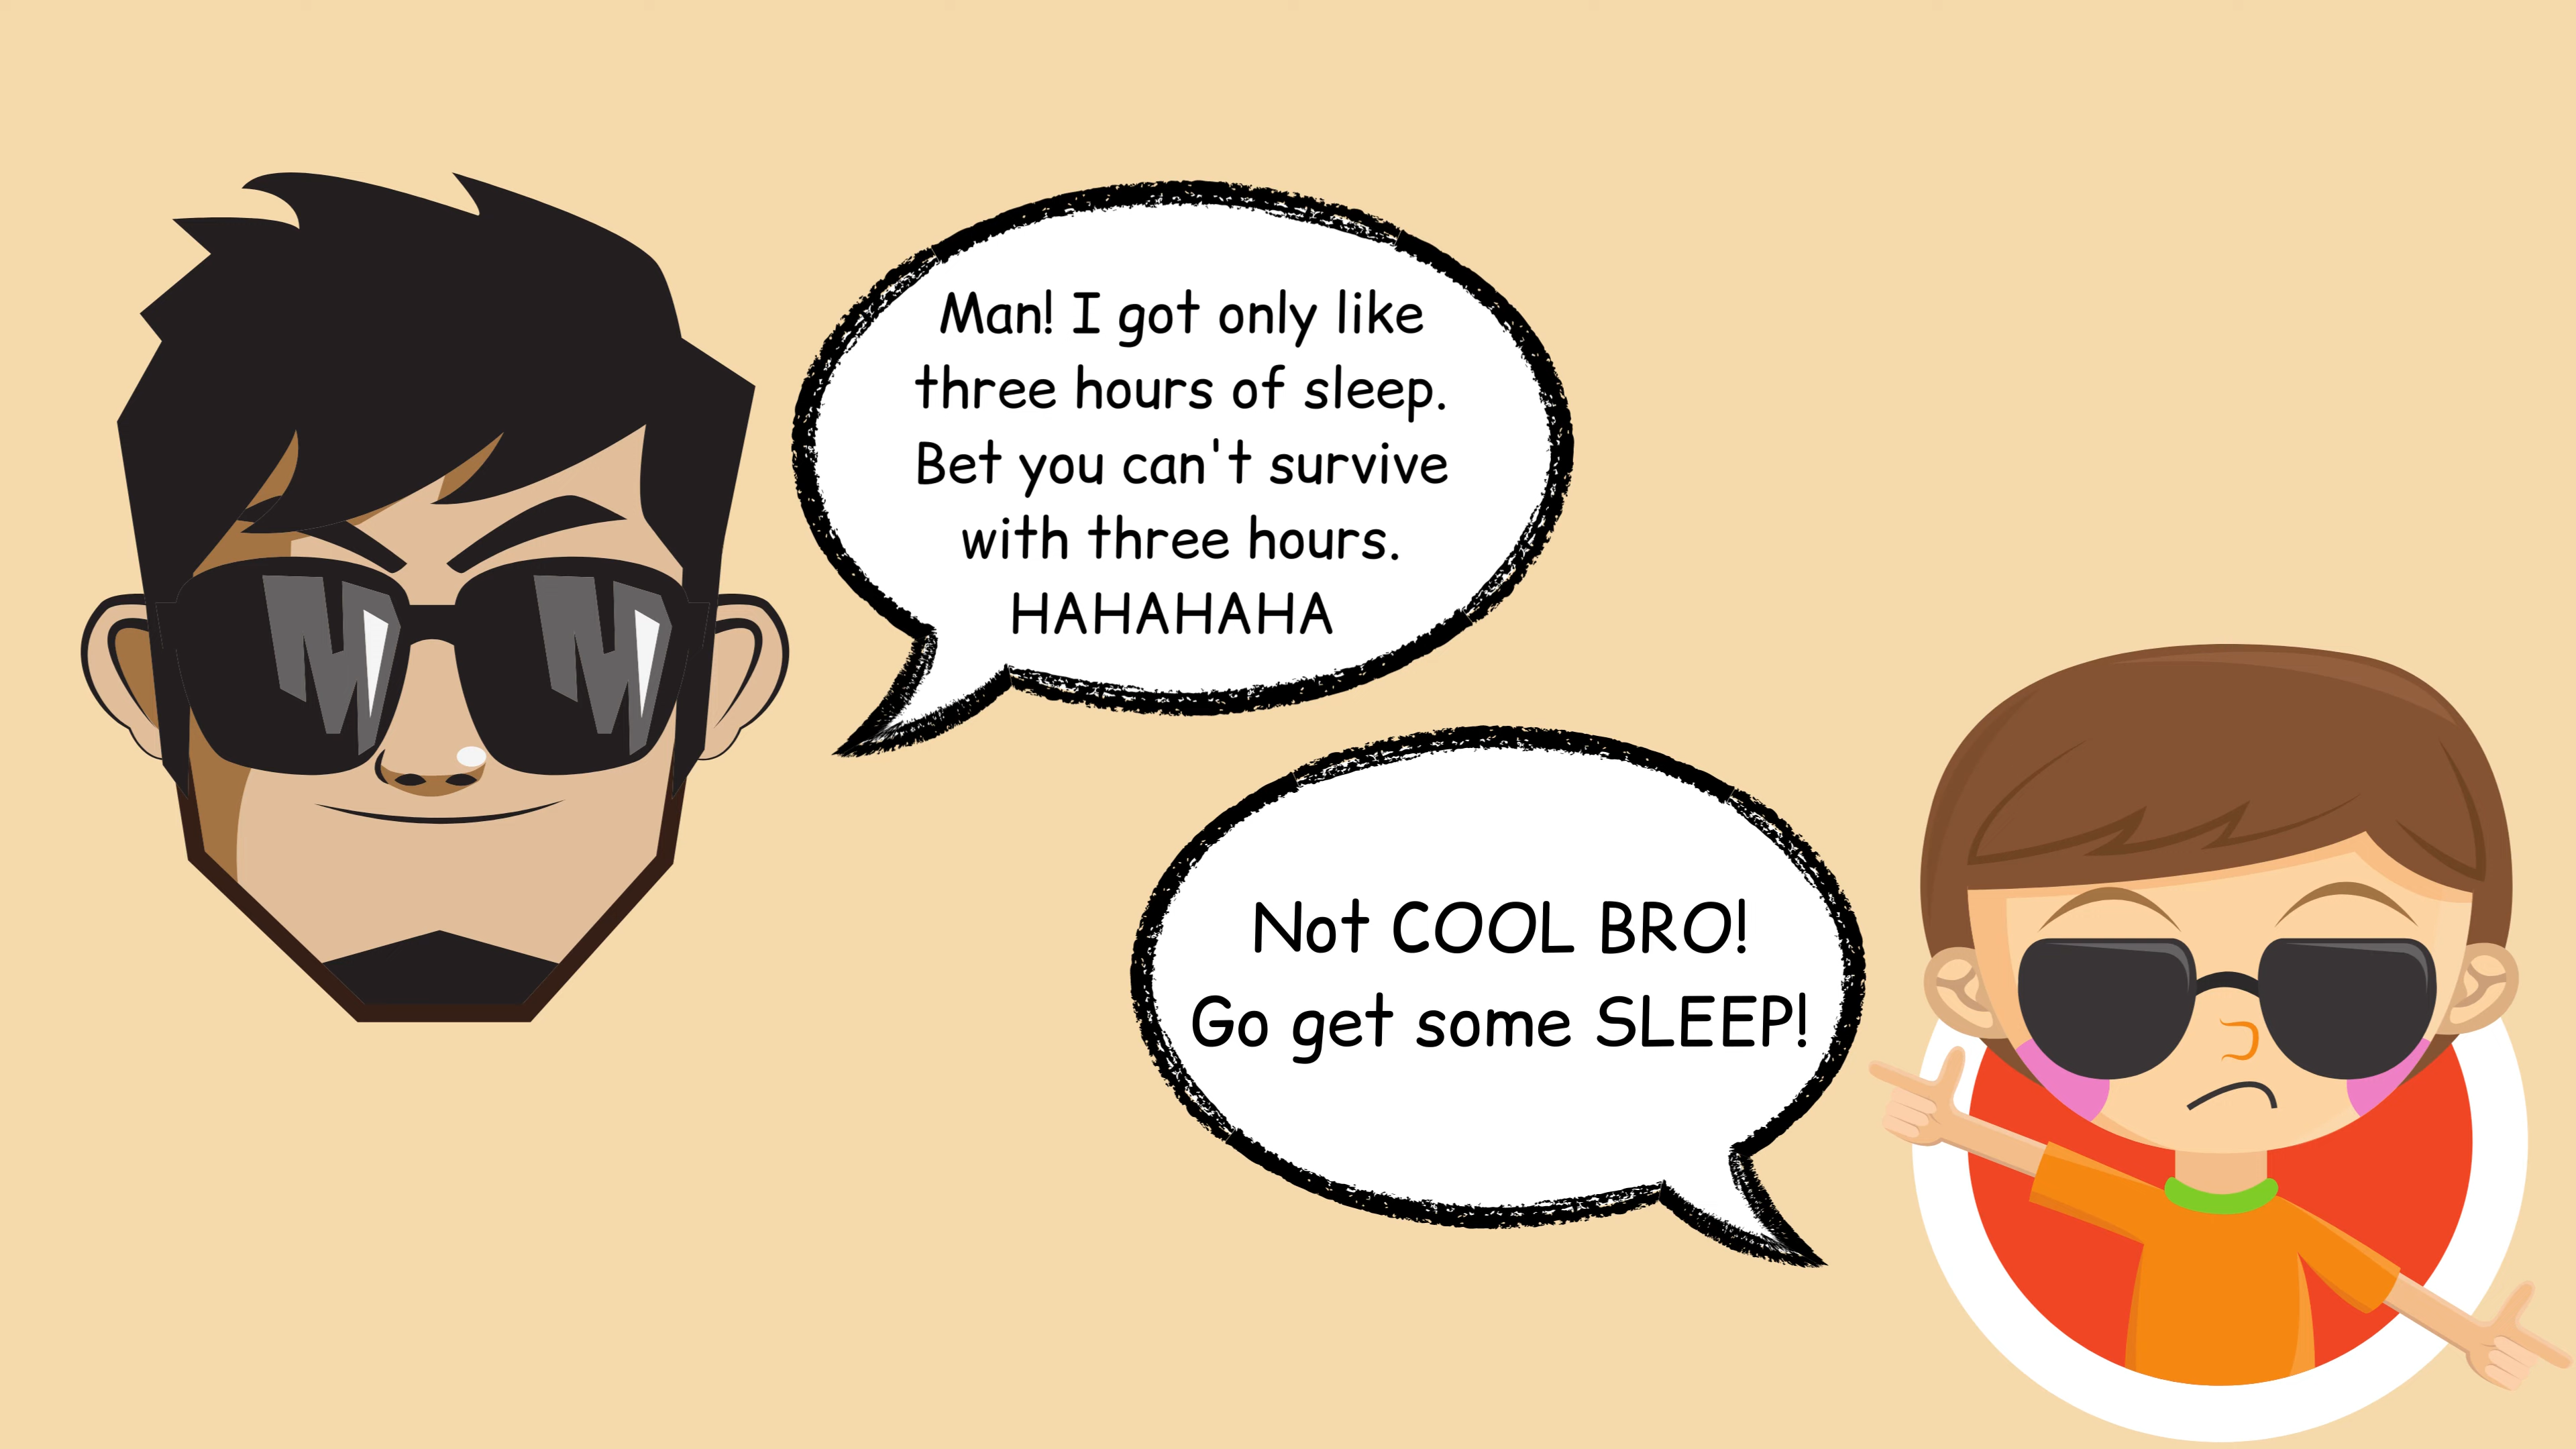 Man! I got only like
three hours of sleep.
Bet you can't survive
with three hours.
HAHAHAHA
Not COOL BRO!
Go get some SLEEP!